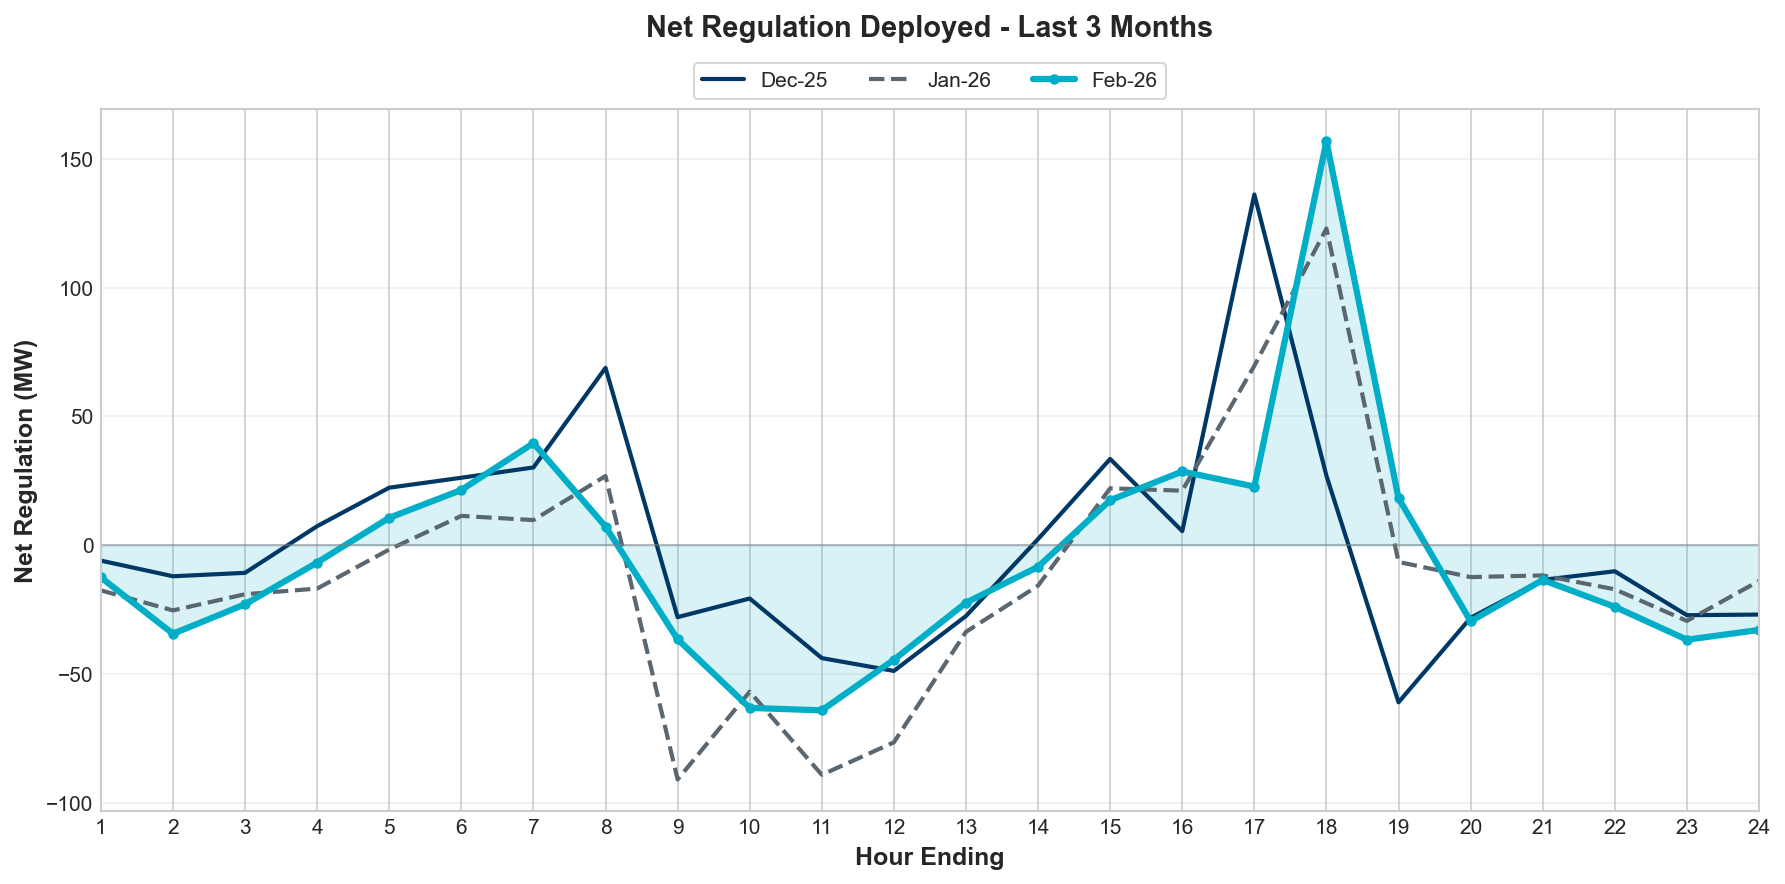 Net Regulation Deployed - Last 3 Months
Dec-25 Jan-26 Feb-26
Net Regulation (MW)
150
100
50
0
−50
−100
1 2 3 4 5 6 7 8 9 10 11 12 13 14 15 16 17 18 19 20 21 22 23 24
Hour Ending